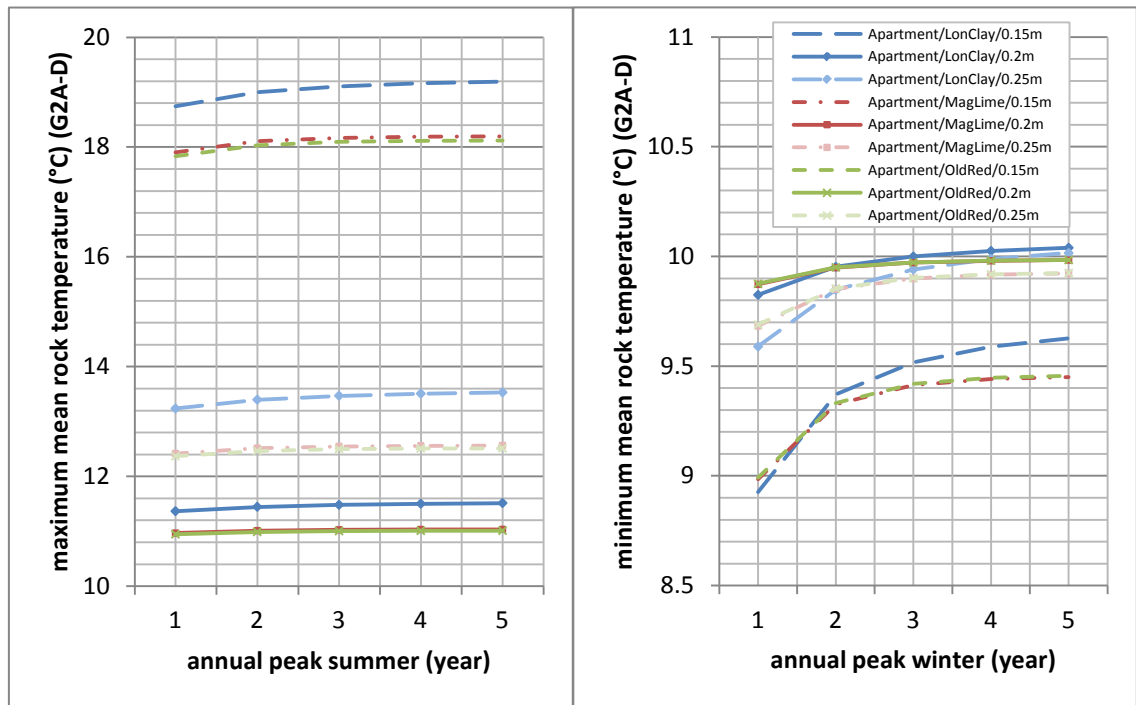 maximum mean rock temperature (°C) (G2A-D)
20
18
16
14
12
10
1 2 3 4 5
annual peak summer (year)
minimum mean rock temperature (°C) (G2A-D)
11
10.5
10
9.5
9
8.5
Apartment/LonClay/0.15m
Apartment/LonClay/0.2m
Apartment/LonClay/0.25m
Apartment/MagLime/0.15m
Apartment/MagLime/0.2m
Apartment/MagLime/0.25m
Apartment/OldRed/0.15m
Apartment/OldRed/0.2m
Apartment/OldRed/0.25m
1 2 3 4 5
annual peak winter (year)